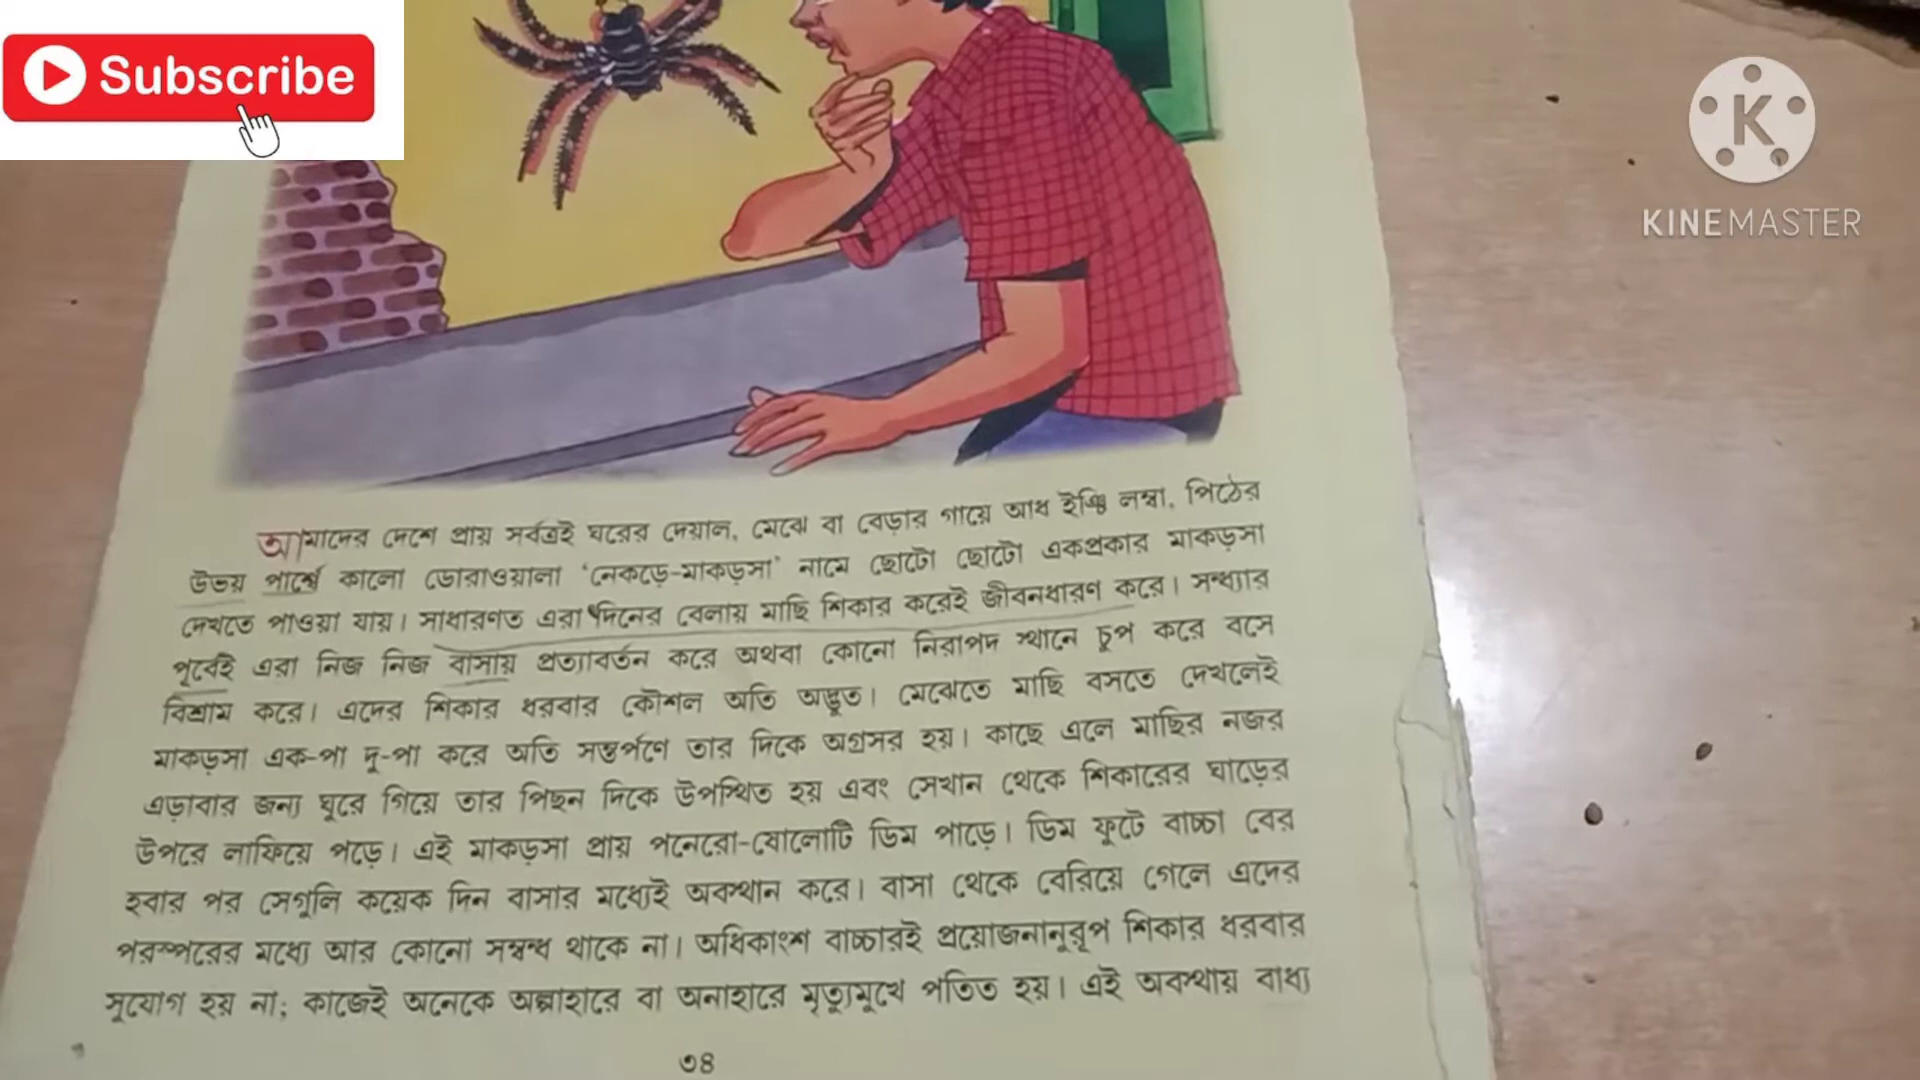 Subscribe
KINEMASTER
আমাদের দেশে প্রায় সর্বত্রই ঘরের দেয়াল, মেঝে বা বেড়ার গায়ে আধ ইঞ্চি লম্বা, পিঠের
উভয় পার্শ্বে কালো ডোরাওয়ালা 'নেকড়ে-মাকড়সা' নামে ছোটো ছোটো একপ্রকার মাকড়সা
দেখতে পাওয়া যায়। সাধারণত এরা দিনের বেলায় মাছি শিকার করেই জীবনধারণ করে। সন্ধ্যার
পূর্বেই এরা নিজ নিজ বাসায় প্রত্যাবর্তন করে অথবা কোনো নিরাপদ স্থানে চুপ করে বসে
বিশ্রাম করে। এদের শিকার ধরবার কৌশল অতি অদ্ভুত। মেঝেতে মাছি বসতে দেখলেই
মাকড়সা এক-পা দু-পা করে অতি সন্তর্পণে তার দিকে অগ্রসর হয়। কাছে এলে মাছির নজর
এড়াবার জন্য ঘুরে গিয়ে তার পিছন দিকে উপস্থিত হয় এবং সেখান থেকে শিকারের ঘাড়ের
উপরে লাফিয়ে পড়ে। এই মাকড়সা প্রায় পনেরো-ষোলোটি ডিম পাড়ে। ডিম ফুটে বাচ্চা বের
হবার পর সেগুলি কয়েক দিন বাসার মধ্যেই অবস্থান করে। বাসা থেকে বেরিয়ে গেলে এদের
পরস্পরের মধ্যে আর কোনো সম্বন্ধ থাকে না। অধিকাংশ বাচ্চারই প্রয়োজনানুরূপ শিকার ধরবার
সুযোগ হয় না; কাজেই অনেকে অল্পাহারে বা অনাহারে মৃত্যুমুখে পতিত হয়। এই অবস্থায় বাধ্য
৩৪